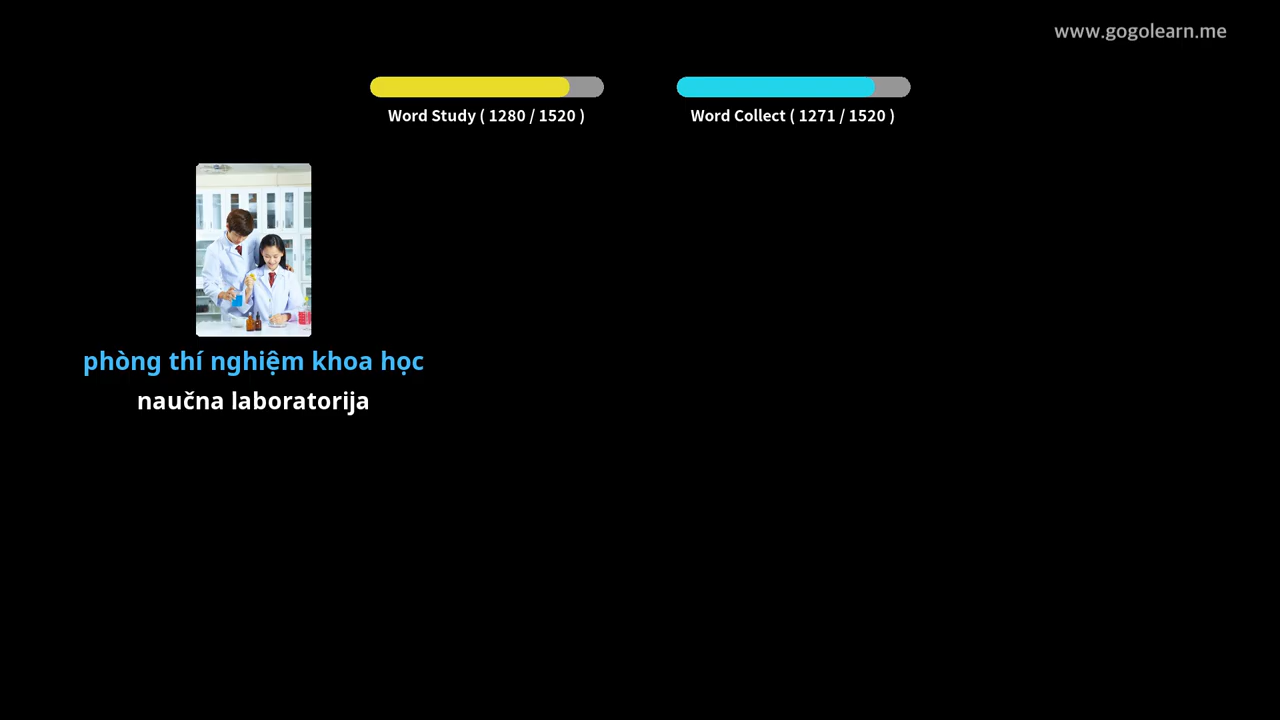 www.gogolearn.me
Word Study ( 1280 / 1520 )
Word Collect ( 1271 / 1520 )
phòng thí nghiệm khoa học
naučna laboratorija